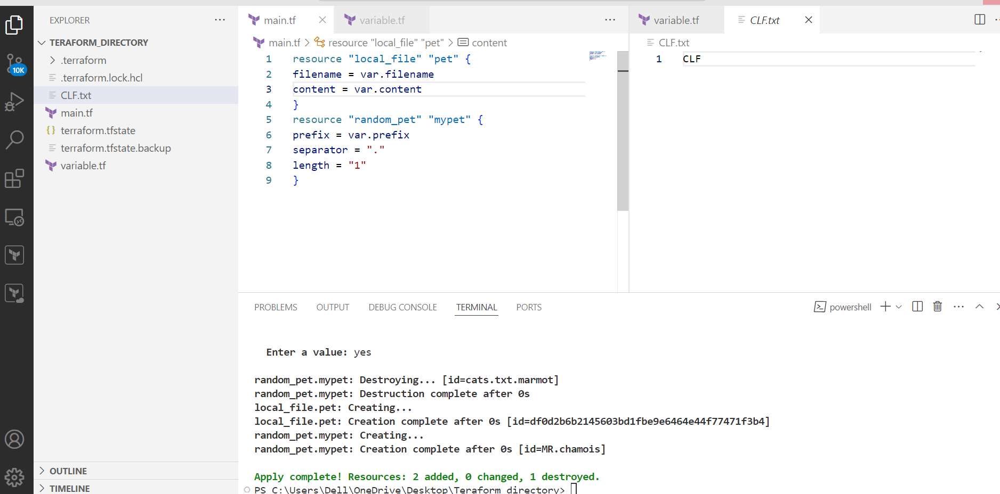 EXPLORER
TERAFORM_DIRECTORY
.terraform
.terraform.lock.hcl
CLF.txt
main.tf
terraform.tfstate
terraform.tfstate.backup
variable.tf
OUTLINE
TIMELINE
10K
main.tf
variable.tf
main.tf > resource "local_file" "pet" > content
1 resource "local_file" "pet" {
2 filename = var.filename
3 content = var.content
4 }
5 resource "random_pet" "mypet" {
6 prefix = var.prefix
7 separator = "."
8 length = "1"
9 }
variable.tf
CLF.txt
CLF.txt
1 CLF
PROBLEMS OUTPUT DEBUG CONSOLE TERMINAL PORTS
powershell
Enter a value: yes
random_pet.mypet: Destroying... [id=cats.txt.marmot]
random_pet.mypet: Destruction complete after 0s
local_file.pet: Creating...
local_file.pet: Creation complete after 0s [id=df0d2b6b2145603bd1fbe9e6464e44f77471f3b4]
random_pet.mypet: Creating...
random_pet.mypet: Creation complete after 0s [id=MR.chamois]
Apply complete! Resources: 2 added, 0 changed, 1 destroyed.
PS C:\Users\Dell\OneDrive\Desktop\Teraform directory>